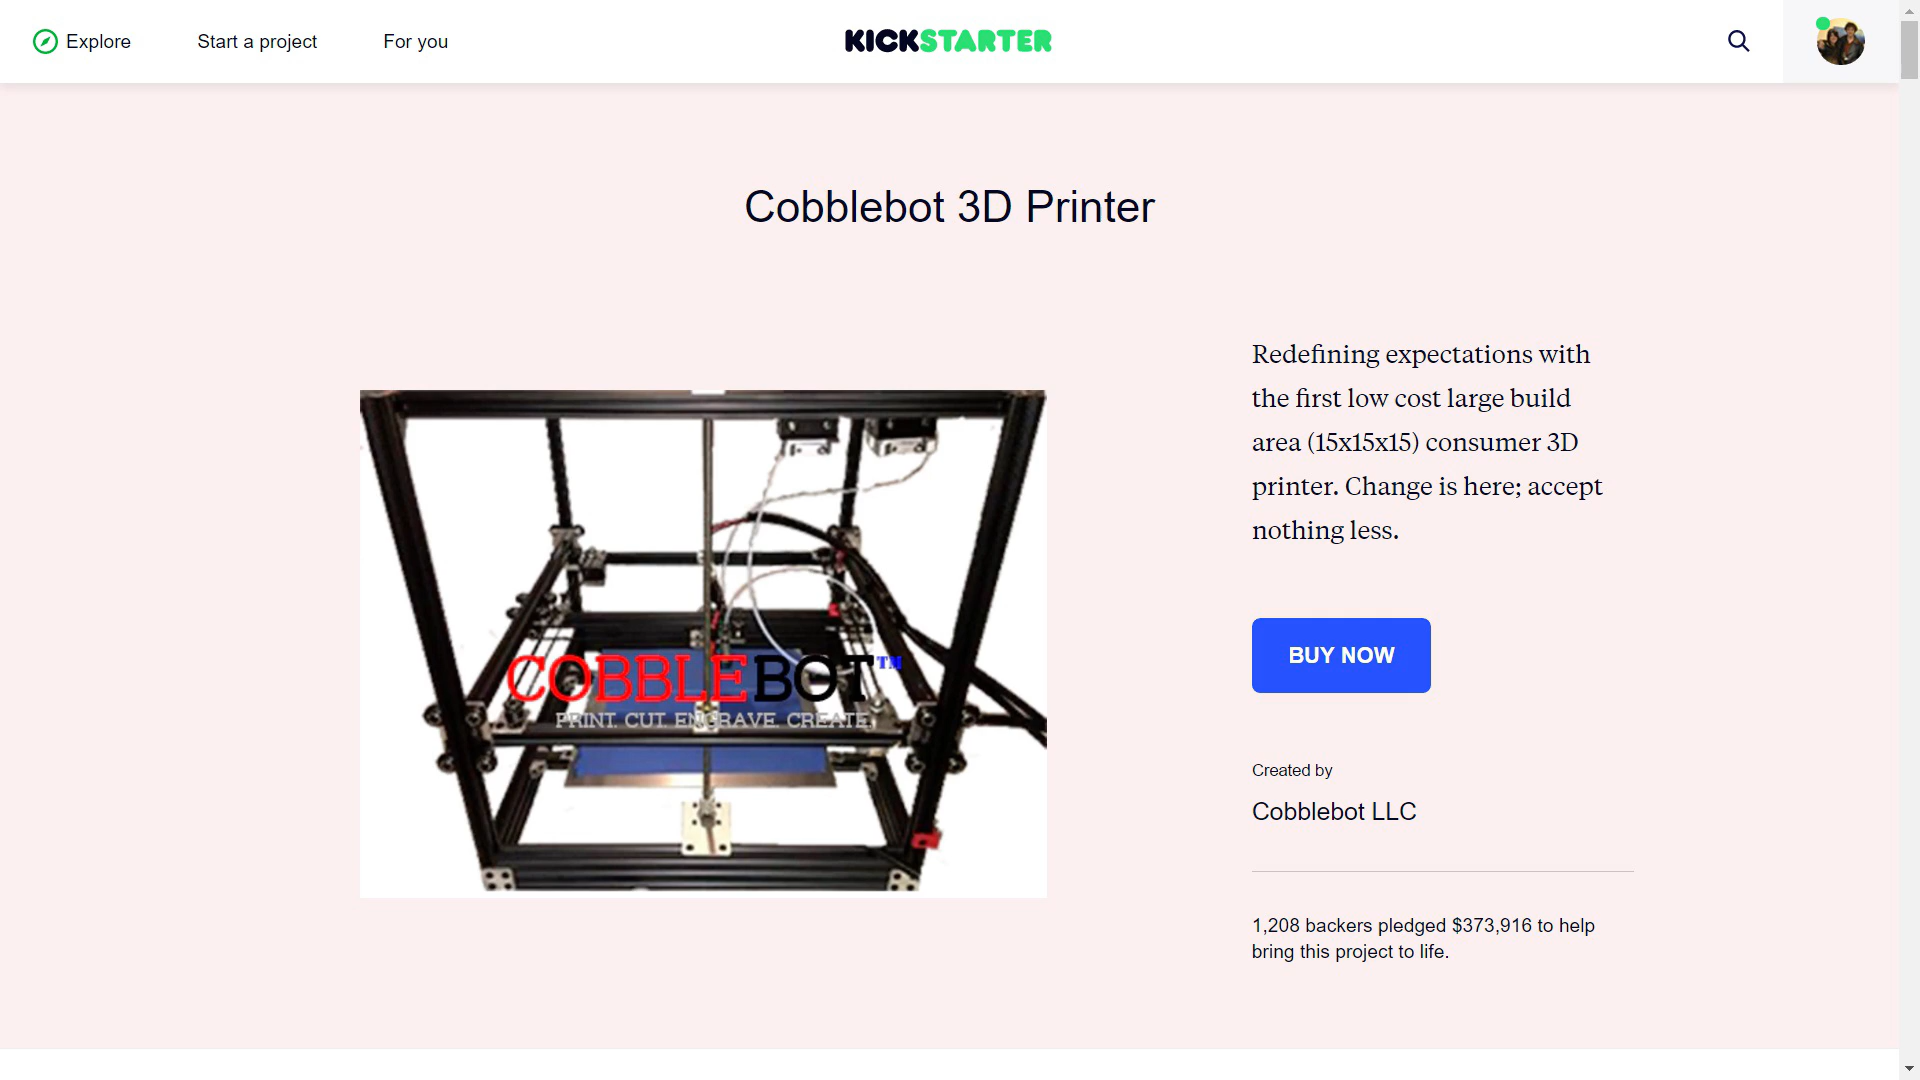 Explore
Start a project
For you
KICKSTARTER
Cobblebot 3D Printer
Redefining expectations with
the first low cost large build
area (15x15x15) consumer 3D
printer. Change is here; accept
nothing less.
COBBLEBOT™
PRINT. CUT. ENGRAVE. CREATE.
BUY NOW
Created by
Cobblebot LLC
1,208 backers pledged $373,916 to help
bring this project to life.